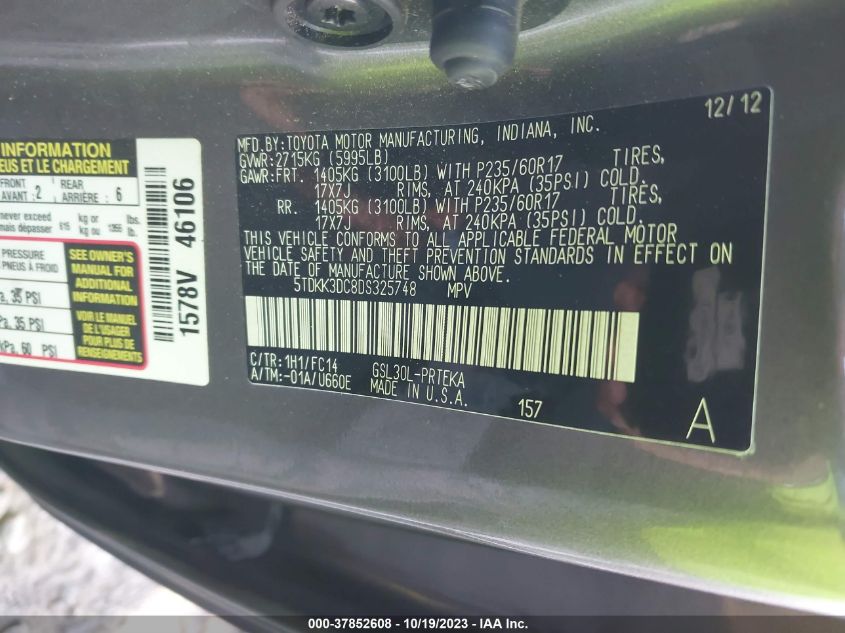 INFORMATION
EUS ET LE CHARGEMENT
FRONT AVANT : 2 REAR ARRIÈRE : 6
never exceed kg or lbs.
mais dépasser 615 kg ou 1356 lb.
PRESSURE
PNEUS À FROID
a, 35 PSI
Pa, 35 PSI
kPa, 60 PSI
SEE OWNER'S
MANUAL FOR
ADDITIONAL
INFORMATION
VOIR LE MANUEL
DE L'USAGER
POUR PLUS DE
RENSEIGNEMENTS
1578V 46106
12/12
MFD.BY:TOYOTA MOTOR MANUFACTURING, INDIANA, INC.
GVWR:2715KG (5995LB)
GAWR:FRT. 1405KG (3100LB) WITH P235/60R17 TIRES,
17X7J RIMS, AT 240KPA (35PSI) COLD.
RR. 1405KG (3100LB) WITH P235/60R17 TIRES,
17X7J RIMS, AT 240KPA (35PSI) COLD.
THIS VEHICLE CONFORMS TO ALL APPLICABLE FEDERAL MOTOR
VEHICLE SAFETY AND THEFT PREVENTION STANDARDS IN EFFECT ON
THE DATE OF MANUFACTURE SHOWN ABOVE.
5TDKK3DC8DS325748 MPV
C/TR:1H1/FC14 GSL30L-PRTEKA
A/TM:-01A/U660E MADE IN U.S.A.
157
A
000-37852608 - 10/19/2023 - IAA Inc.